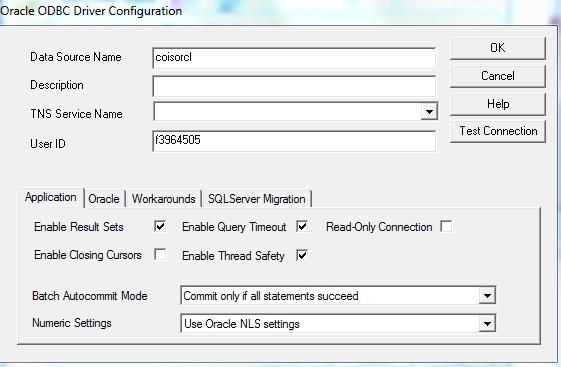 Oracle ODBC Driver Configuration
Data Source Name
coisorcl
OK
Description
Cancel
TNS Service Name
Help
User ID
f3964505
Test Connection
Application
Oracle
Workarounds
SQLServer Migration
Enable Result Sets
Enable Query Timeout
Read-Only Connection
Enable Closing Cursors
Enable Thread Safety
Batch Autocommit Mode
Commit only if all statements succeed
Numeric Settings
Use Oracle NLS settings